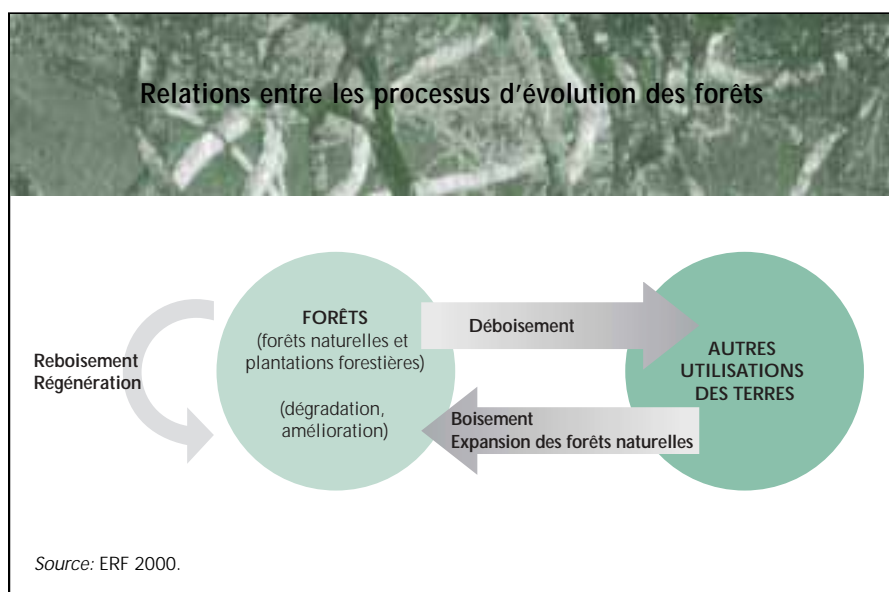 Relations entre les processus d'évolution des forêts
Reboisement
Régénération
FORÊTS
(forêts naturelles et
plantations forestières)
(dégradation,
amélioration)
Déboisement
Boisement
Expansion des forêts naturelles
AUTRES
UTILISATIONS
DES TERRES
Source: ERF 2000.